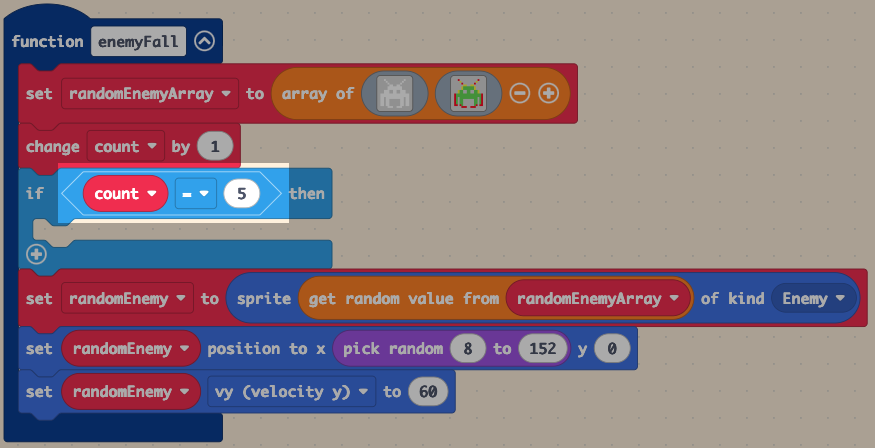 function enemyFall
set randomEnemyArray to array of
change count by 1
if count = 5 then
set randomEnemy to sprite get random value from randomEnemyArray of kind Enemy
set randomEnemy position to x pick random 8 to 152 y 0
set randomEnemy vy (velocity y) to 60